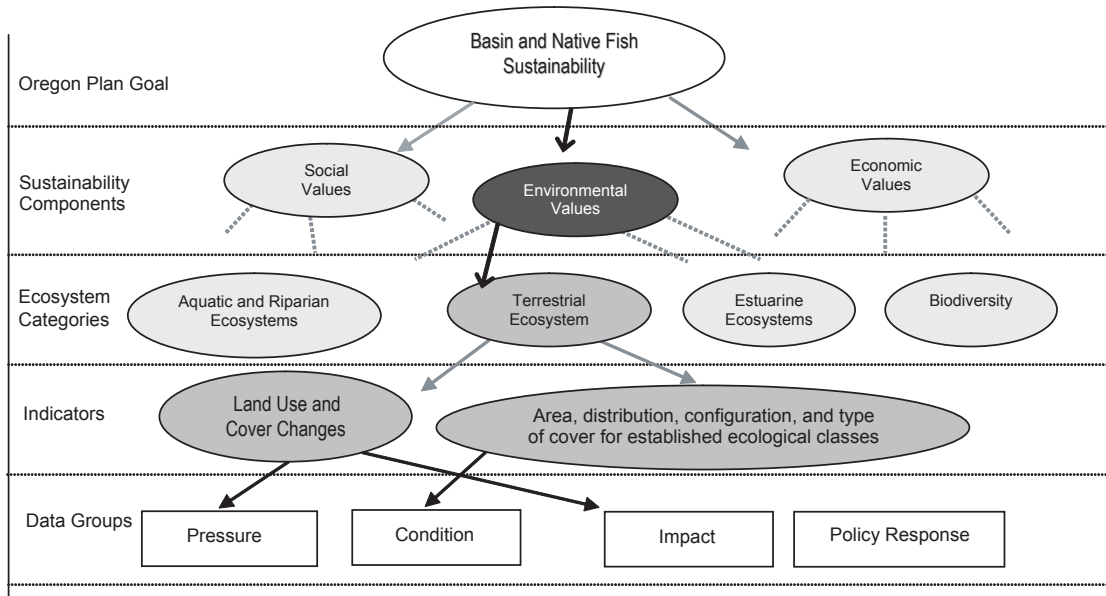 Basin and Native Fish
Sustainability
Oregon Plan Goal
Sustainability
Components
Social
Values
Environmental
Values
Economic
Values
Ecosystem
Categories
Aquatic and Riparian
Ecosystems
Terrestrial
Ecosystem
Estuarine
Ecosystems
Biodiversity
Indicators
Land Use and
Cover Changes
Area, distribution, configuration, and type
of cover for established ecological classes
Data Groups
Pressure
Condition
Impact
Policy Response